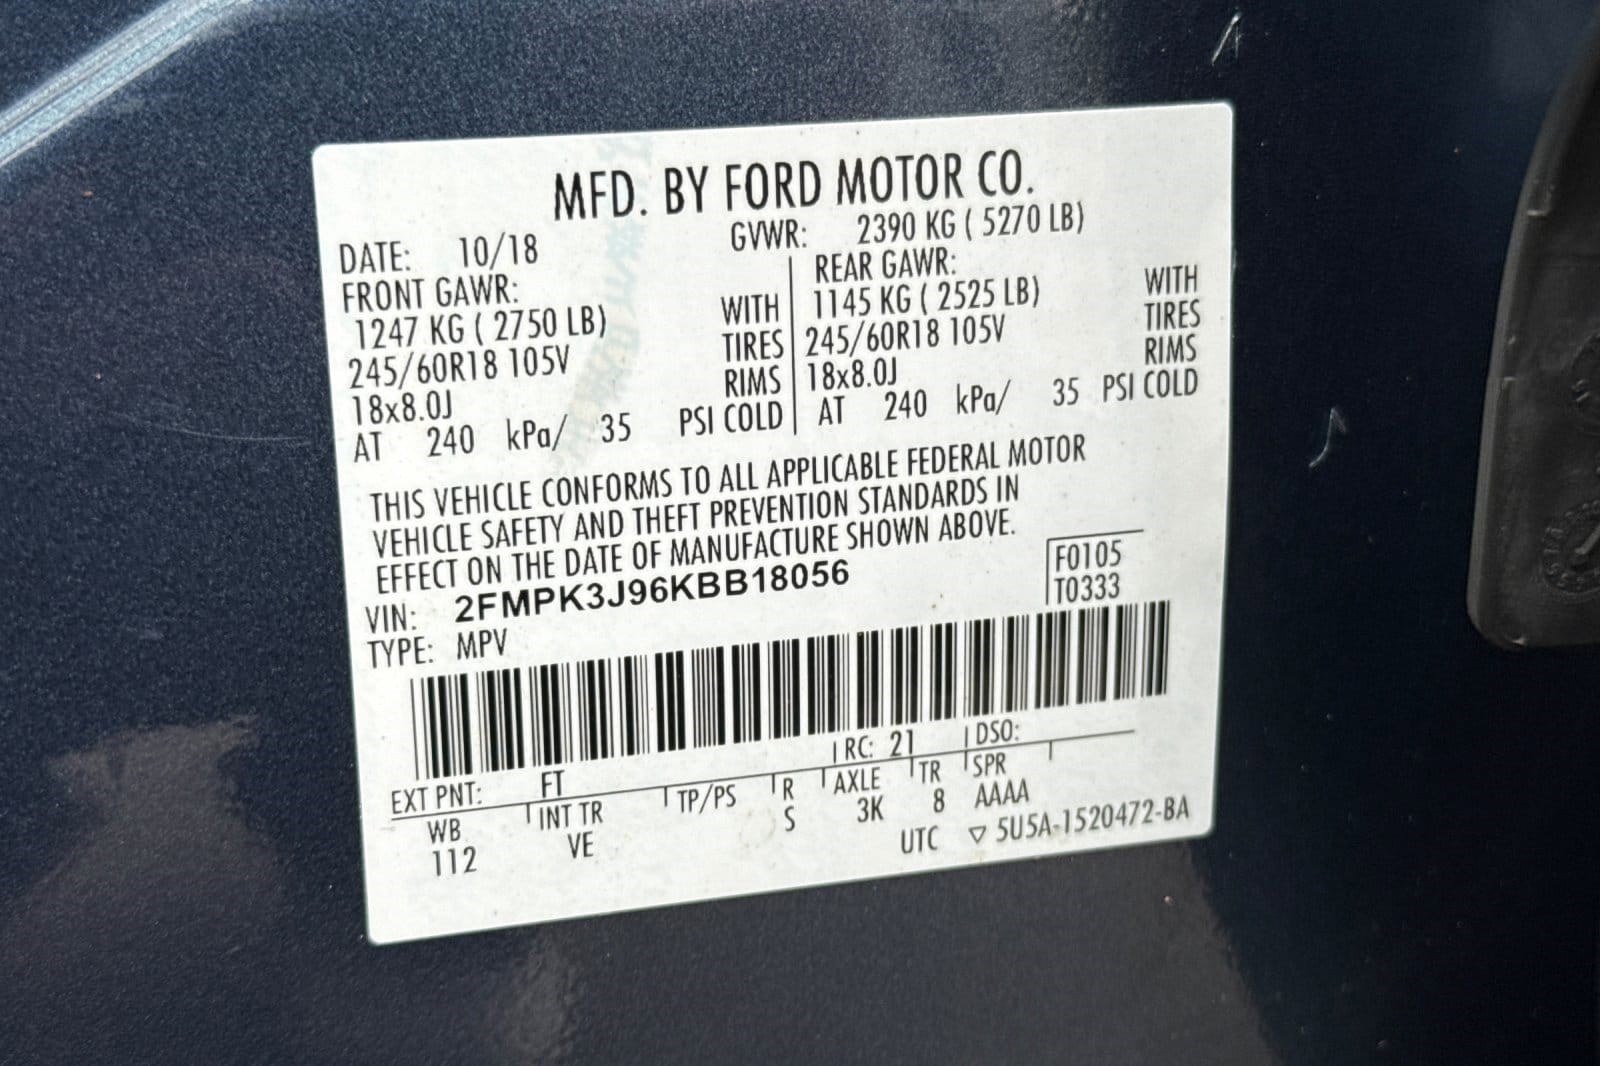 MFD. BY FORD MOTOR CO.
DATE: 10/18 GVWR: 2390 KG ( 5270 LB)
FRONT GAWR:
1247 KG ( 2750 LB) WITH
245/60R18 105V TIRES
18x8.0J RIMS
AT 240 kPa/ 35 PSI COLD
REAR GAWR:
1145 KG ( 2525 LB) WITH
245/60R18 105V TIRES
18x8.0J RIMS
AT 240 kPa/ 35 PSI COLD
THIS VEHICLE CONFORMS TO ALL APPLICABLE FEDERAL MOTOR
VEHICLE SAFETY AND THEFT PREVENTION STANDARDS IN
EFFECT ON THE DATE OF MANUFACTURE SHOWN ABOVE.
VIN: 2FMPK3J96KBB18056
TYPE: MPV
F0105
T0333
EXT PNT: FT RC: 21 DSO:
WB INT TR TP/PS R AXLE TR SPR
112 VE S 3K 8 AAAA
UTC ▽ 5U5A-1520472-BA